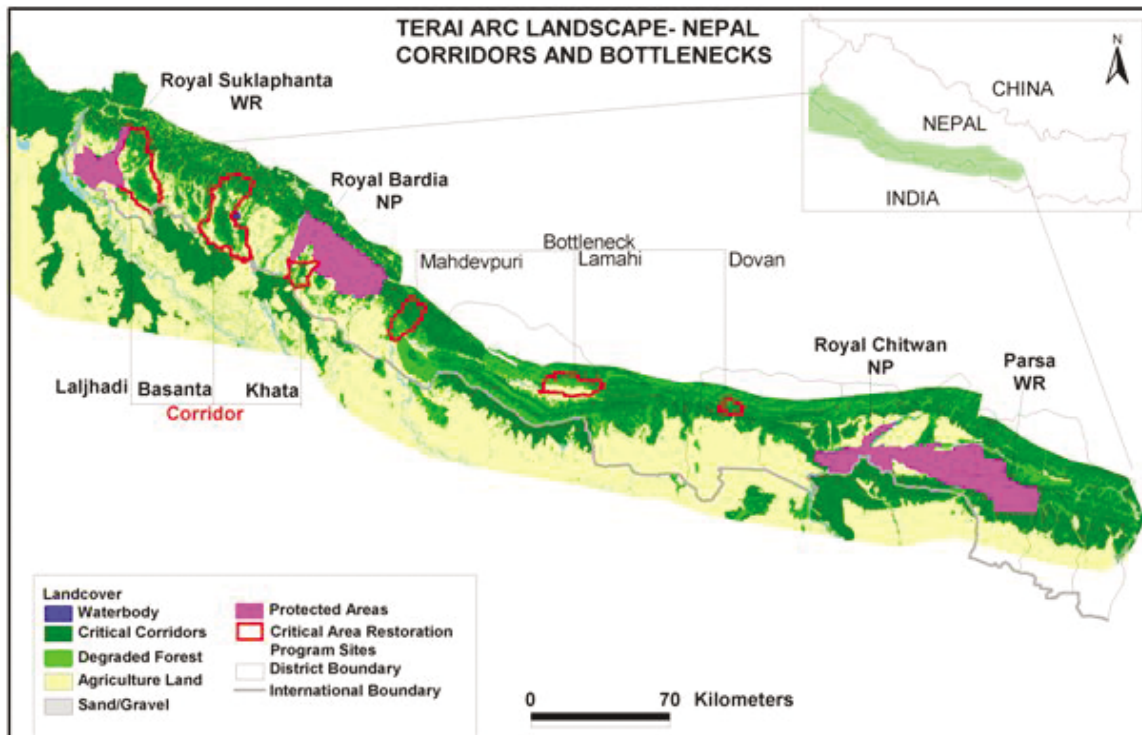 TERAI ARC LANDSCAPE- NEPAL
CORRIDORS AND BOTTLENECKS
N
CHINA
NEPAL
INDIA
Royal Suklaphanta
WR
Royal Bardia
NP
Bottleneck
Mahdevpuri
Lamahi
Dovan
Royal Chitwan
NP
Parsa
WR
Laljhadi
Basanta
Khata
Corridor
Landcover
Waterbody
Critical Corridors
Degraded Forest
Agriculture Land
Sand/Gravel
Protected Areas
Critical Area Restoration
Program Sites
District Boundary
International Boundary
0 70 Kilometers